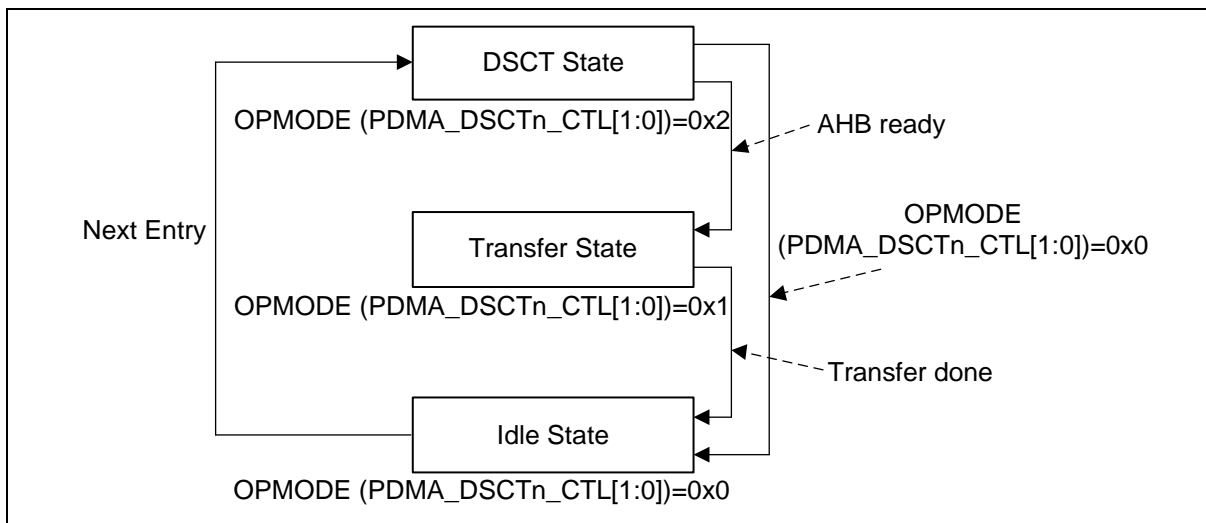 DSCT State
OPMODE (PDMA_DSCTn_CTL[1:0])=0x2
AHB ready
Next Entry
OPMODE
(PDMA_DSCTn_CTL[1:0])=0x0
Transfer State
OPMODE (PDMA_DSCTn_CTL[1:0])=0x1
Transfer done
Idle State
OPMODE (PDMA_DSCTn_CTL[1:0])=0x0